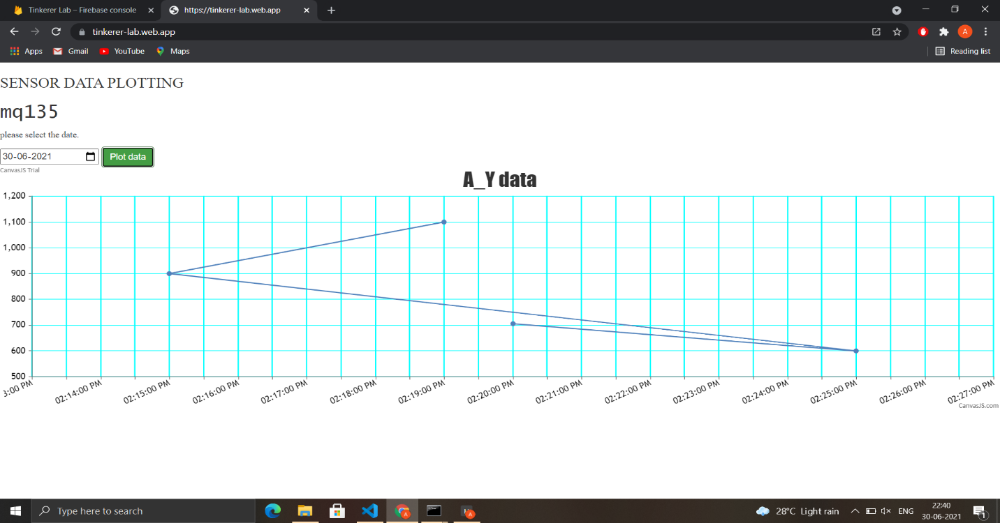 Tinkerer Lab – Firebase console
https://tinkerer-lab.web.app
tinkerer-lab.web.app
A
Apps Gmail YouTube Maps Reading list
SENSOR DATA PLOTTING
mq135
please select the date.
30-06-2021 Plot data
CanvasJS Trial
A_Y data
1,200
1,100
1,000
900
800
700
600
500
3:00 PM 02:14:00 PM 02:15:00 PM 02:16:00 PM 02:17:00 PM 02:18:00 PM 02:19:00 PM 02:20:00 PM 02:21:00 PM 02:22:00 PM 02:23:00 PM 02:24:00 PM 02:25:00 PM 02:26:00 PM 02:27:00 PM
CanvasJS.com
Type here to search
28°C Light rain
ENG
22:40
30-06-2021
1